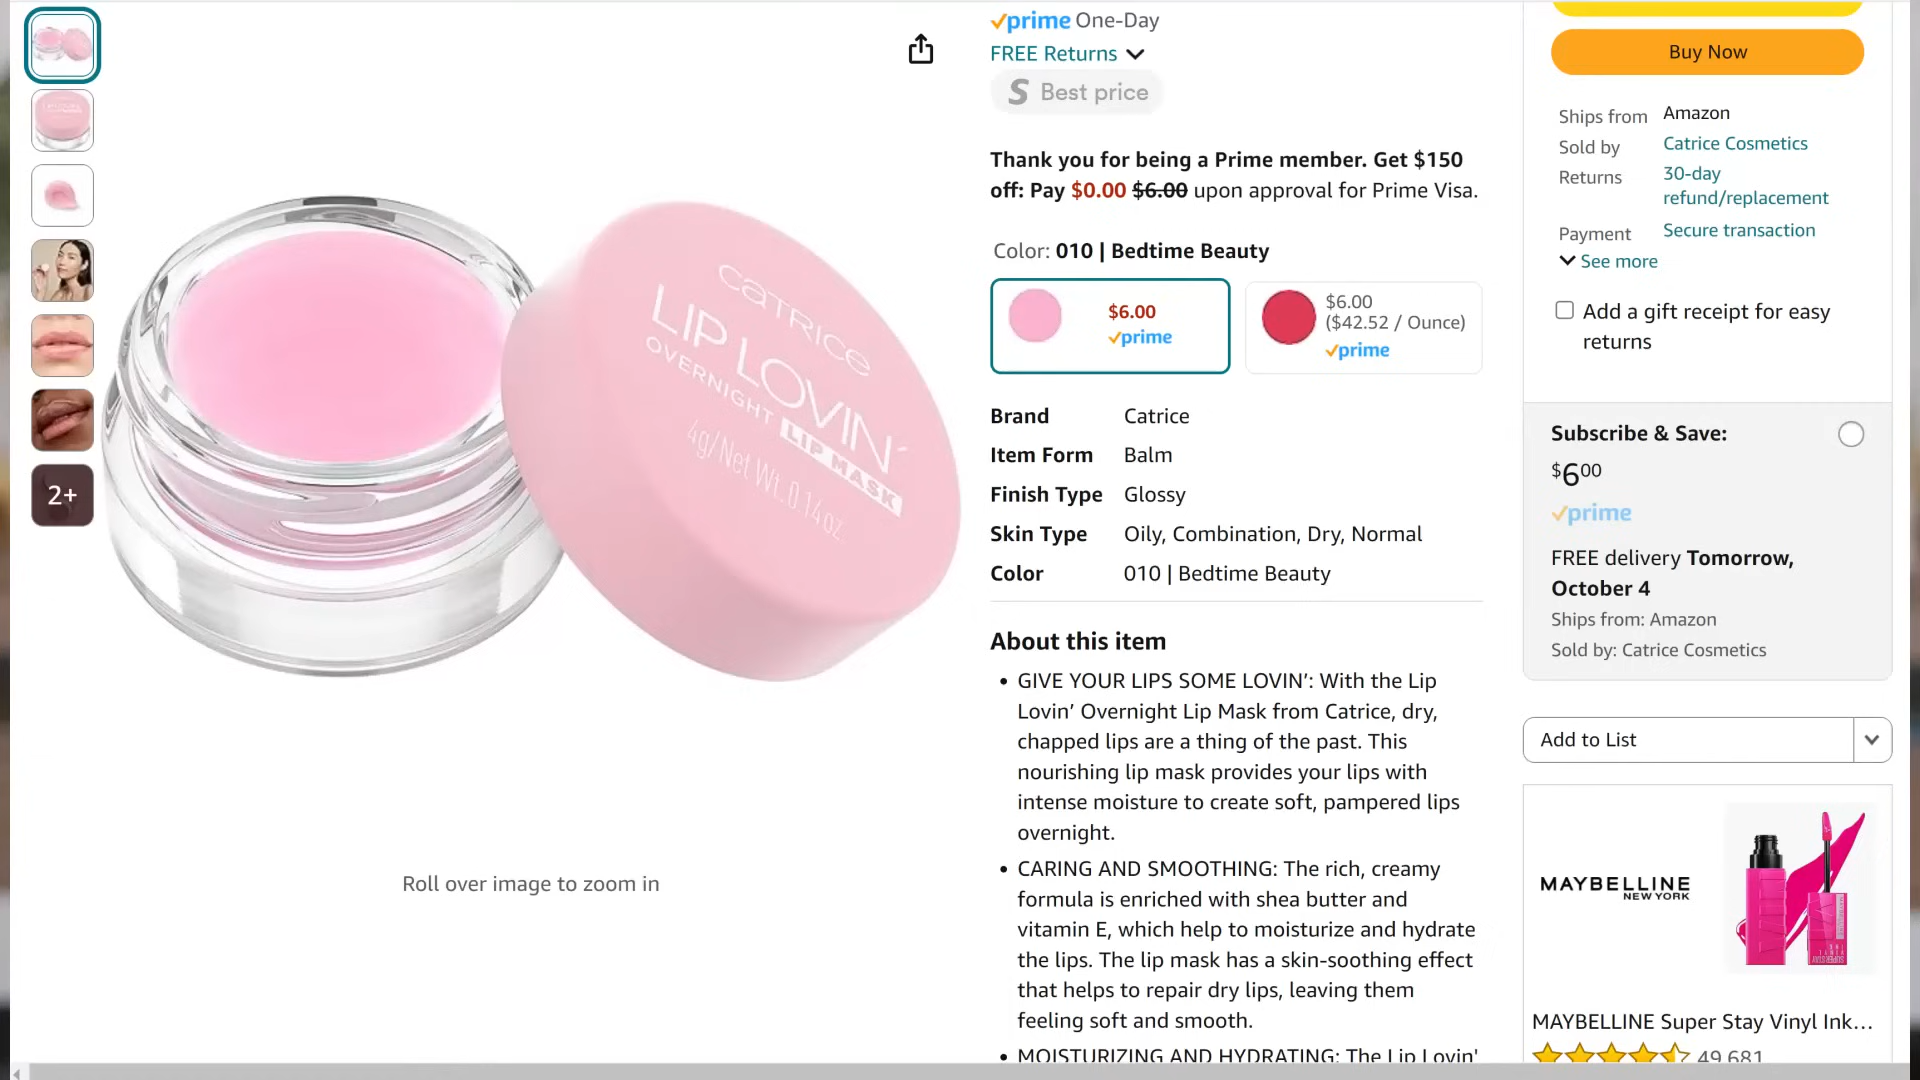 prime One-Day
FREE Returns
S Best price
Thank you for being a Prime member. Get $150
off: Pay $0.00 $6.00 upon approval for Prime Visa.
Color: 010 | Bedtime Beauty
$6.00
prime
$6.00
($42.52 / Ounce)
prime
Brand Catrice
Item Form Balm
Finish Type Glossy
Skin Type Oily, Combination, Dry, Normal
Color 010 | Bedtime Beauty
About this item
• GIVE YOUR LIPS SOME LOVIN’: With the Lip
Lovin’ Overnight Lip Mask from Catrice, dry,
chapped lips are a thing of the past. This
nourishing lip mask provides your lips with
intense moisture to create soft, pampered lips
overnight.
• CARING AND SMOOTHING: The rich, creamy
formula is enriched with shea butter and
vitamin E, which help to moisturize and hydrate
the lips. The lip mask has a skin-soothing effect
that helps to repair dry lips, leaving them
feeling soft and smooth.
• MOISTURIZING AND HYDRATING: The Lip Lovin'
2+
CATRICE
LIP LOVIN´
OVERNIGHT LIP MASK
4g/Net Wt. 0.14oz.
Roll over image to zoom in
Buy Now
Ships from Amazon
Sold by Catrice Cosmetics
Returns 30-day
refund/replacement
Payment Secure transaction
See more
Add a gift receipt for easy
returns
Subscribe & Save:
$600
prime
FREE delivery Tomorrow,
October 4
Ships from: Amazon
Sold by: Catrice Cosmetics
Add to List
MAYBELLINE
NEW YORK
MAYBELLINE Super Stay Vinyl Ink...
49,681